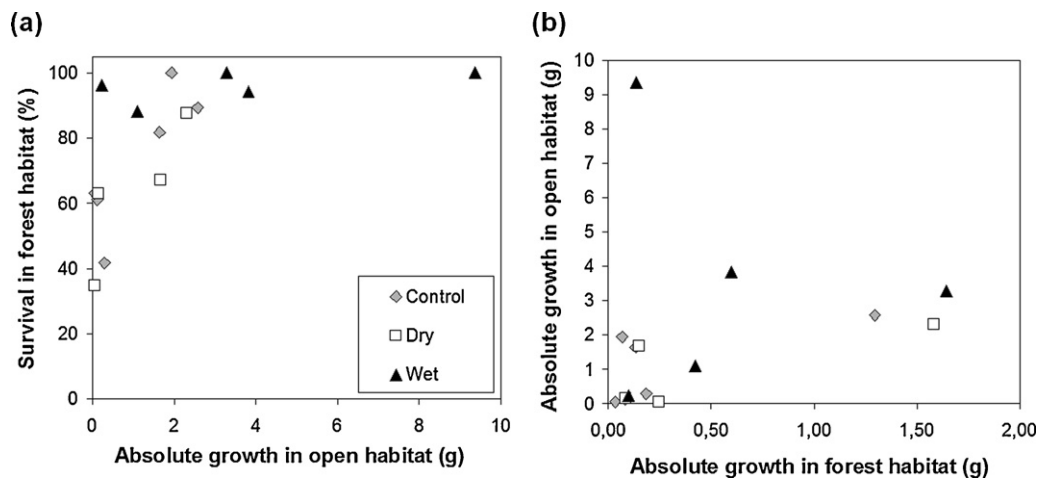 (a)
Survival in forest habitat (%)
100
80
60
40
20
0
0 2 4 6 8 10
Absolute growth in open habitat (g)
Control
Dry
Wet
(b)
Absolute growth in open habitat (g)
10
9
8
7
6
5
4
3
2
1
0
0,00 0,50 1,00 1,50 2,00
Absolute growth in forest habitat (g)